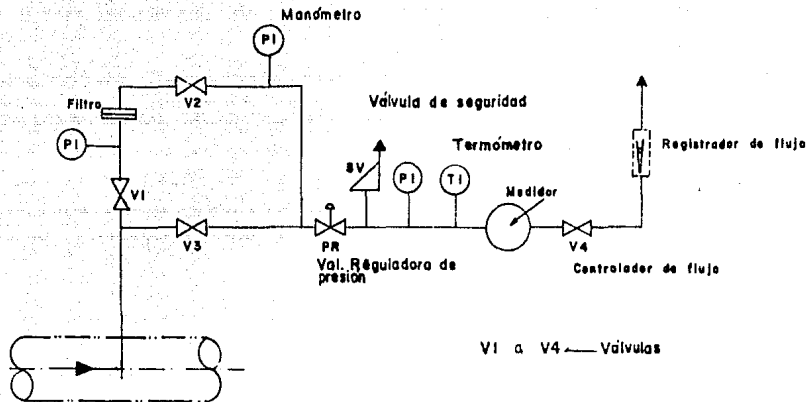 Manómetro
PI
Filtro
V2
PI
Válvula de seguridad
SV
Termómetro
PI
TI
Registrador de flujo
V1
Medidor
V3
PR
V4
Val. Reguladora de
presión
Controlador de flujo
V1 a V4 — Válvulas